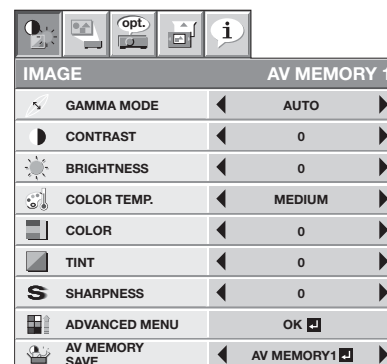 opt.
i
IMAGE AV MEMORY 1
GAMMA MODE AUTO
CONTRAST 0
BRIGHTNESS 0
COLOR TEMP. MEDIUM
COLOR 0
TINT 0
SHARPNESS 0
ADVANCED MENU OK
AV MEMORY
SAVE AV MEMORY1